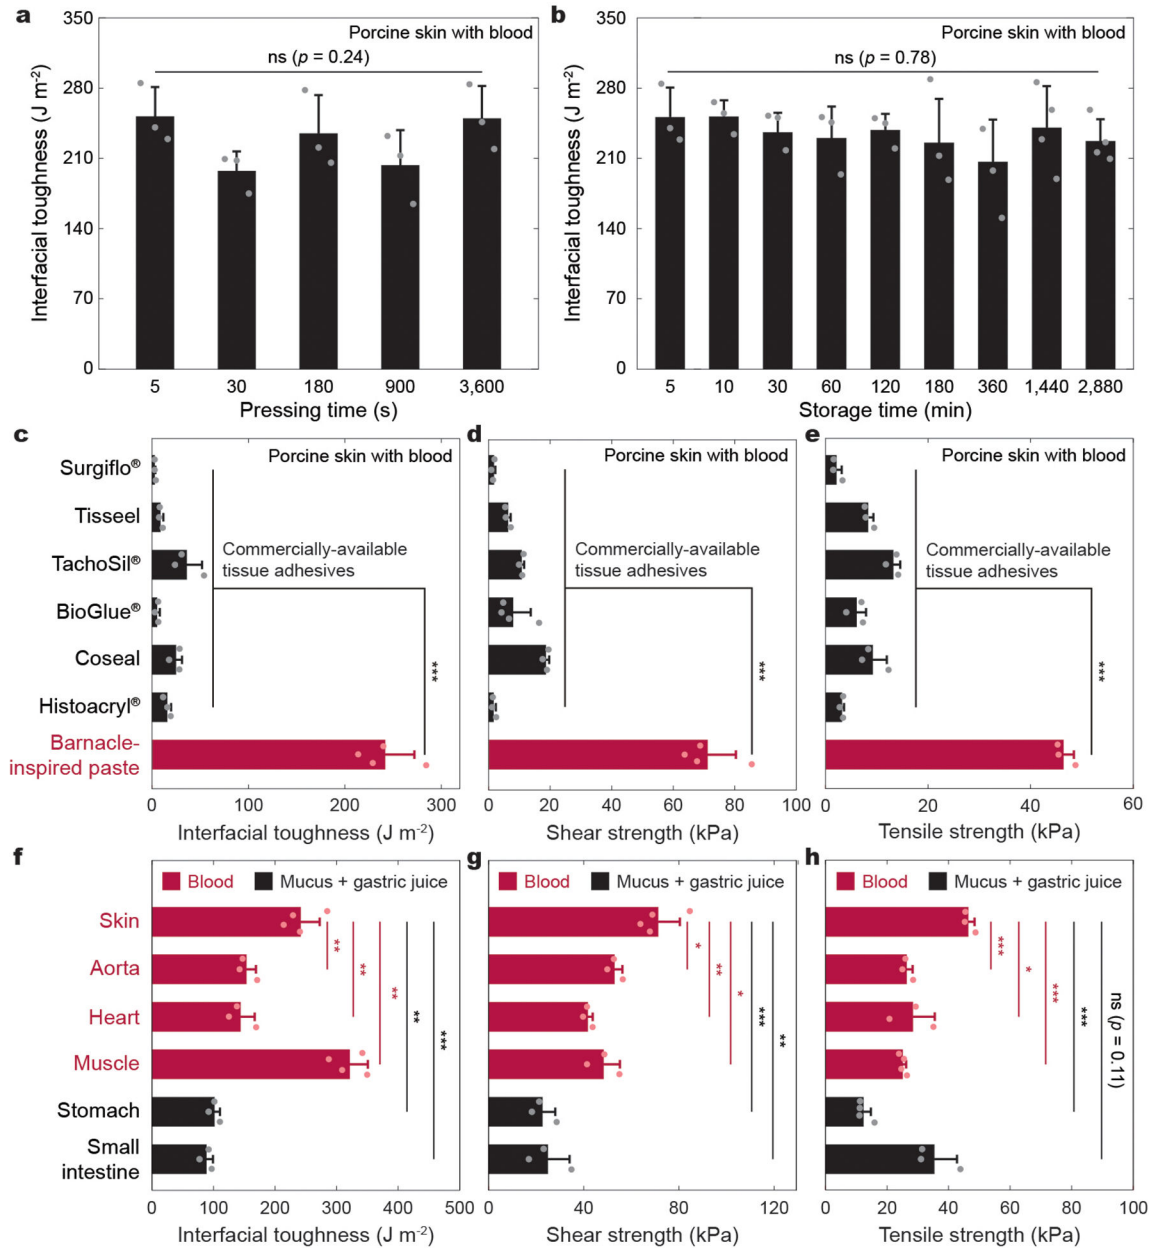 a
Porcine skin with blood
ns (p = 0.24)
Interfacial toughness (J m-2)
350
280
210
140
70
0
5 30 180 900 3,600
Pressing time (s)
b
Porcine skin with blood
ns (p = 0.78)
Interfacial toughness (J m-2)
350
280
210
140
70
0
5 10 30 60 120 180 360 1,440 2,880
Storage time (min)
c
Porcine skin with blood
Surgiflo®
Tisseel
TachoSil®
BioGlue®
Coseal
Histoacryl®
Barnacle-
inspired paste
Commercially-available
tissue adhesives
***
0 100 200 300
Interfacial toughness (J m-2)
d
Porcine skin with blood
Commercially-available
tissue adhesives
***
0 20 40 60 80 100
Shear strength (kPa)
e
Porcine skin with blood
Commercially-available
tissue adhesives
***
0 20 40 60
Tensile strength (kPa)
f
Blood Mucus + gastric juice
Skin
Aorta
Heart
Muscle
Stomach
Small
intestine
**
**
**
**
***
0 100 200 300 400 500
Interfacial toughness (J m-2)
g
Blood Mucus + gastric juice
*
**
*
***
**
0 40 80 120
Shear strength (kPa)
h
Blood Mucus + gastric juice
***
*
***
***
ns (p = 0.11)
0 20 40 60 80 100
Tensile strength (kPa)